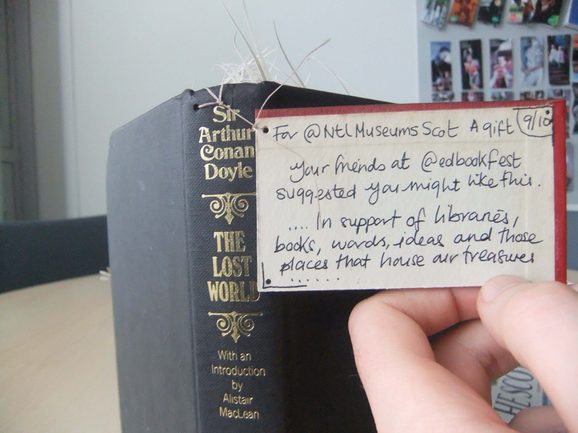 Sir
Arthur
Conan
Doyle
THE
LOST
WORLD
With an
Introduction
by
Alistair
MacLean
For @NtlMuseumsScot A gift 9/10
Your friends at @edbookfest
suggested you might like this.
.... In support of libraries,
books, words, ideas and those
places that house our treasures
......